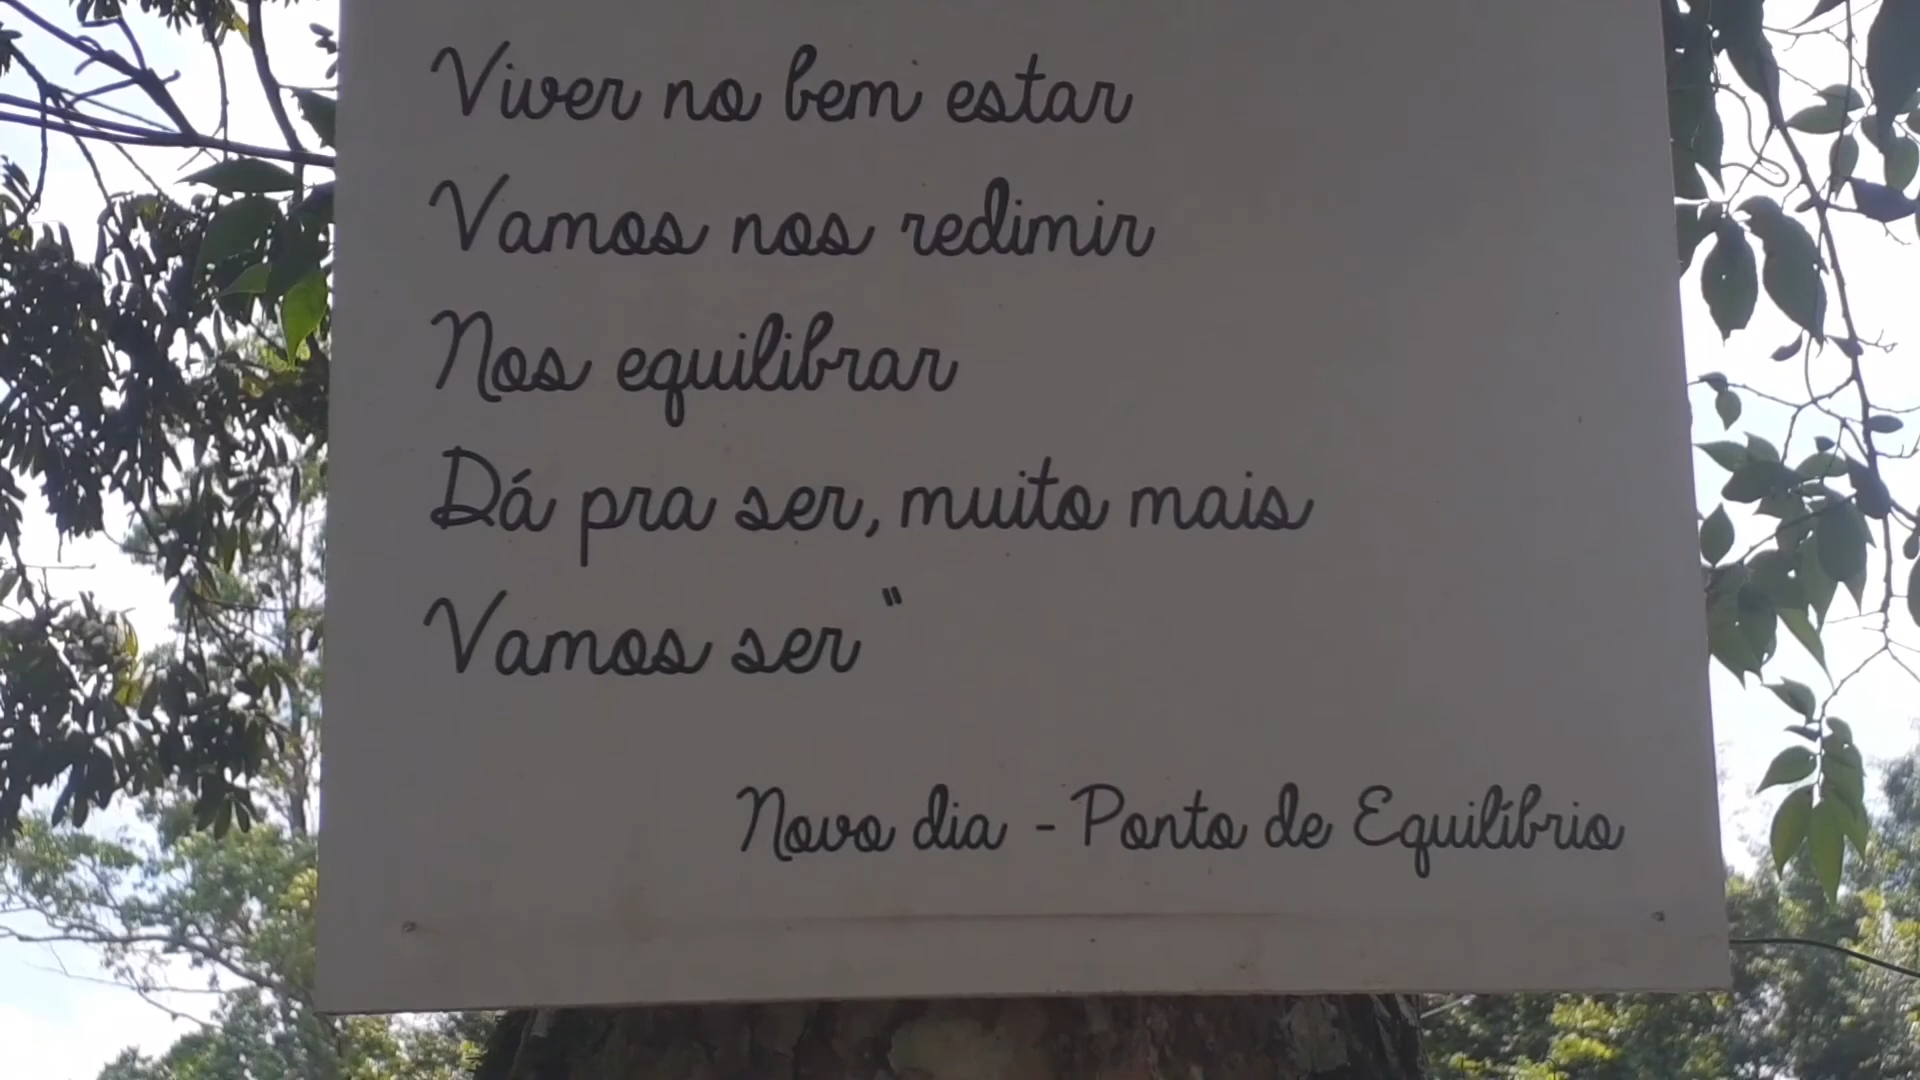 Viver no bem estar
Vamos nos redimir
Nos equilibrar
Dá pra ser, muito mais
Vamos ser"
Novo dia - Ponto de Equilíbrio